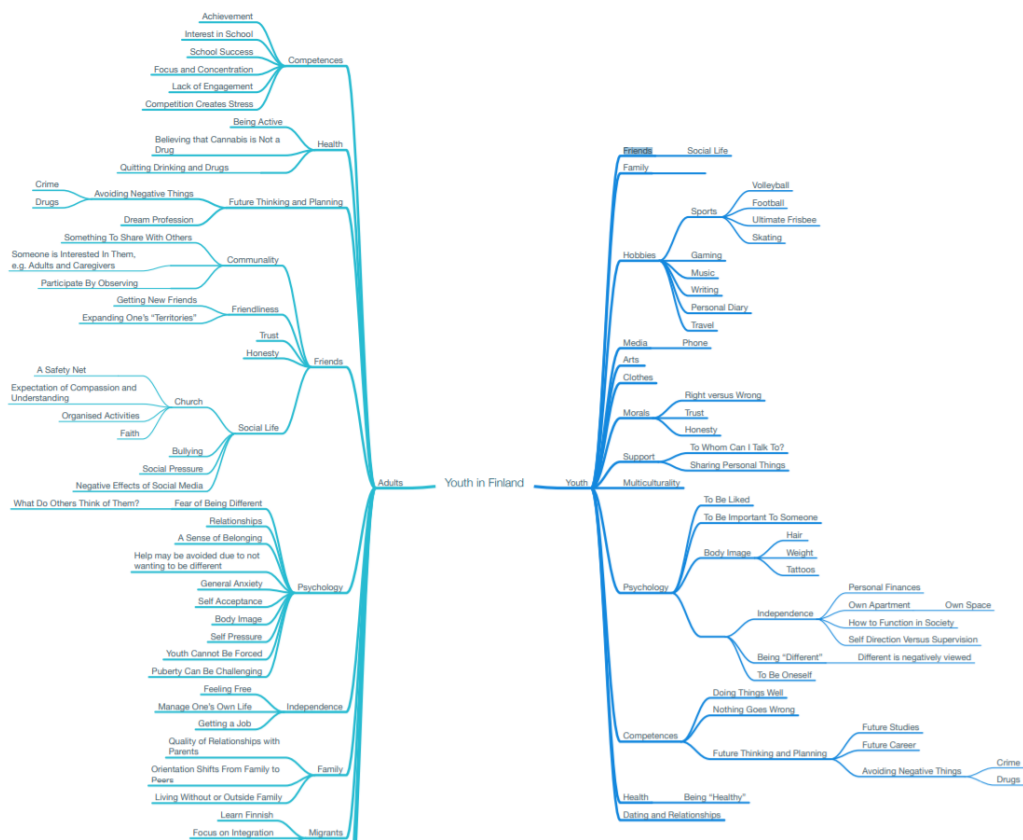 Achievement
Interest in School
School Success
Focus and Concentration
Lack of Engagement
Competition Creates Stress
Competences
Being Active
Believing that Cannabis is Not a
Drug
Quitting Drinking and Drugs
Health
Crime
Drugs
Avoiding Negative Things
Dream Profession
Future Thinking and Planning
Something To Share With Others
Someone is Interested In Them,
e.g. Adults and Caregivers
Participate By Observing
Communality
Getting New Friends
Expanding One's "Territories"
Friendliness
Trust
Honesty
Friends
A Safety Net
Expectation of Compassion and
Understanding
Organised Activities
Faith
Church
Social Life
Bullying
Social Pressure
Negative Effects of Social Media
Adults
What Do Others Think of Them?
Fear of Being Different
Relationships
A Sense of Belonging
Help may be avoided due to not
wanting to be different
General Anxiety
Self Acceptance
Body Image
Self Pressure
Youth Cannot Be Forced
Puberty Can Be Challenging
Psychology
Feeling Free
Manage One's Own Life
Getting a Job
Independence
Quality of Relationships with
Parents
Orientation Shifts From Family to
Peers
Living Without or Outside Family
Family
Learn Finnish
Focus on Integration
Migrants
Youth in Finland
Youth
Friends
Social Life
Family
Hobbies
Sports
Volleyball
Football
Ultimate Frisbee
Skating
Gaming
Music
Writing
Personal Diary
Travel
Media
Phone
Arts
Clothes
Morals
Right versus Wrong
Trust
Honesty
Support
To Whom Can I Talk To?
Sharing Personal Things
Multiculturality
Psychology
To Be Liked
To Be Important To Someone
Body Image
Hair
Weight
Tattoos
Independence
Personal Finances
Own Apartment
Own Space
How to Function in Society
Self Direction Versus Supervision
Being "Different"
Different is negatively viewed
To Be Oneself
Competences
Doing Things Well
Nothing Goes Wrong
Future Thinking and Planning
Future Studies
Future Career
Avoiding Negative Things
Crime
Drugs
Health
Being "Healthy"
Dating and Relationships